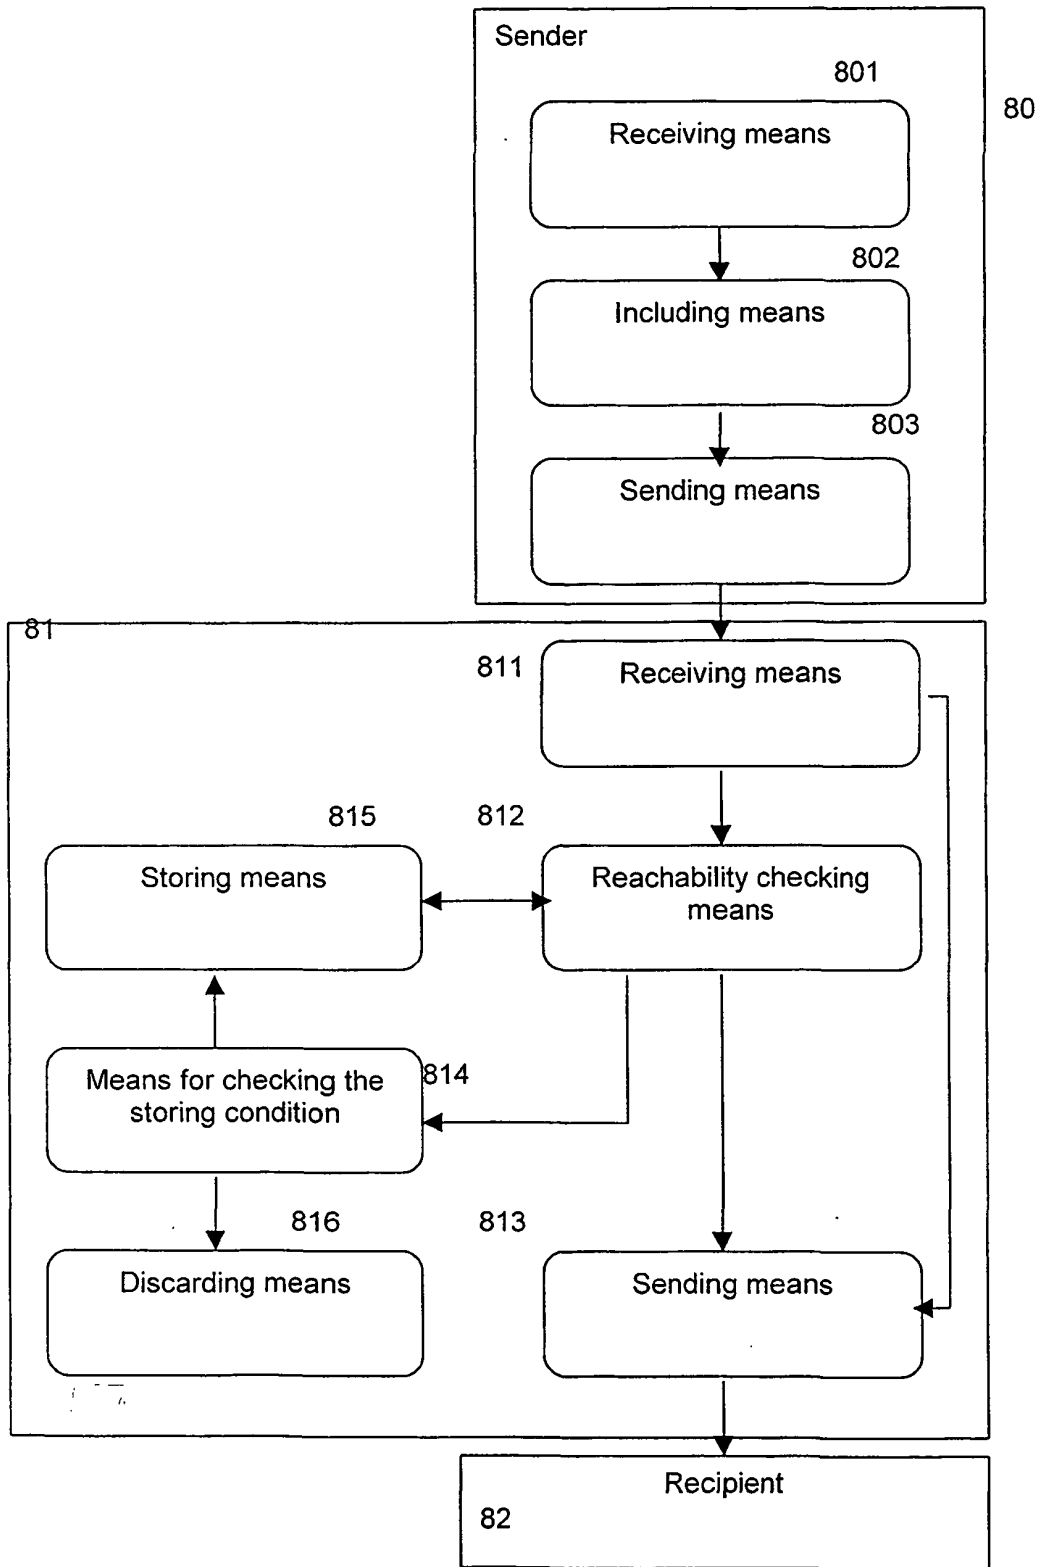 Sender
801
80
Receiving means
802
Including means
803
Sending means
81
811
Receiving means
815
812
Storing means
Reachability checking
means
814
Means for checking the
storing condition
816
813
Discarding means
Sending means
Recipient
82